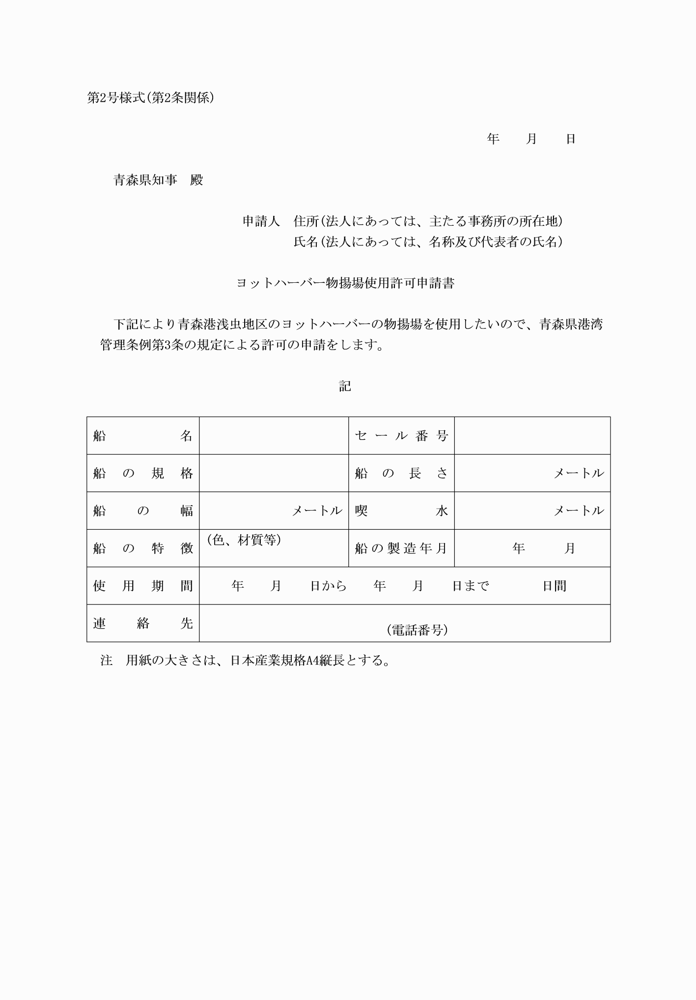 第2号様式(第2条関係)
年　　月　　日
青森県知事　殿
申請人　住所(法人にあっては、主たる事務所の所在地)
氏名(法人にあっては、名称及び代表者の氏名)
ヨットハーバー物揚場使用許可申請書
下記により青森港浅虫地区のヨットハーバーの物揚場を使用したいので、青森県港湾
管理条例第3条の規定による許可の申請をします。
記
船名　セール番号
船の規格　船の長さ　メートル
船の幅　メートル　喫水　メートル
船の特徴　(色、材質等)　船の製造年月　年　　月
使用期間　年　　月　　日から　　年　　月　　日まで　　　　日間
連絡先　(電話番号)
注　用紙の大きさは、日本産業規格A4縦長とする。